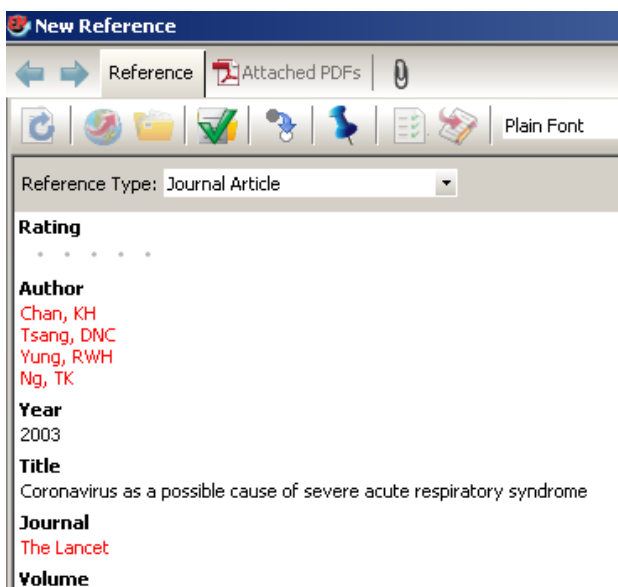 New Reference
Reference Attached PDFs
Plain Font
Reference Type: Journal Article
Rating
Author
Chan, KH
Tsang, DNC
Yung, RWH
Ng, TK
Year
2003
Title
Coronavirus as a possible cause of severe acute respiratory syndrome
Journal
The Lancet
Volume